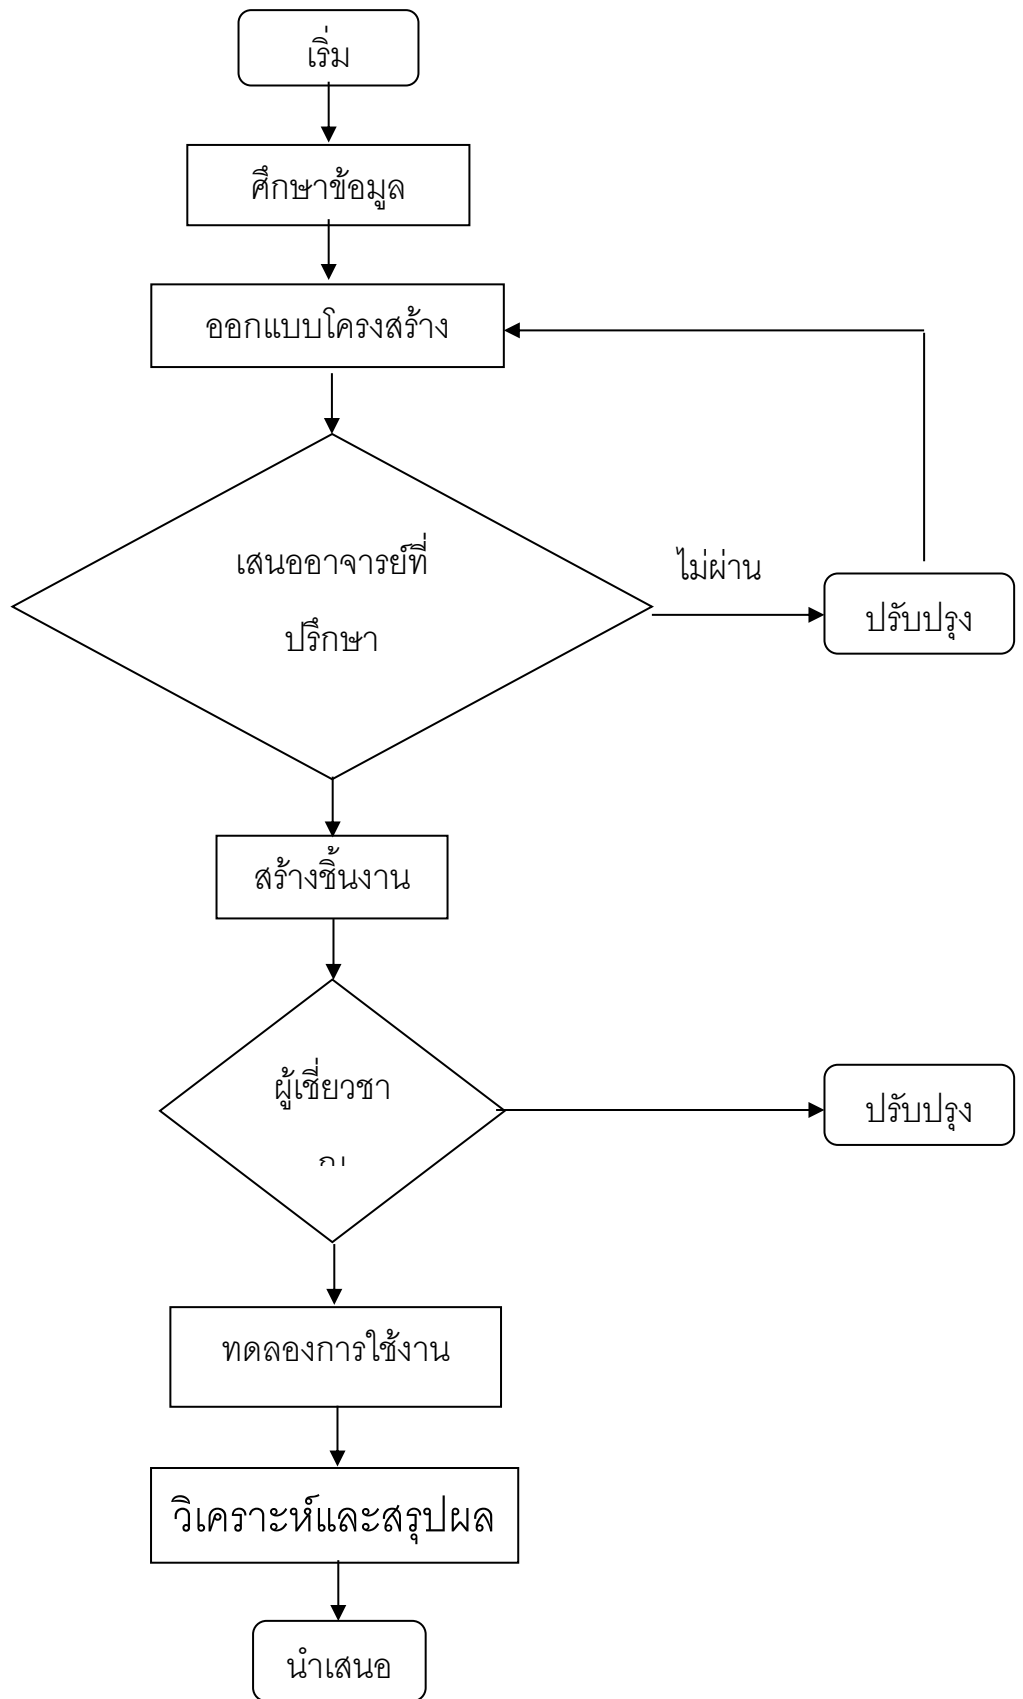 เริ่ม
ศึกษาข้อมูล
ออกแบบโครงสร้าง
เสนออาจารย์ที่
ปรึกษา
ไม่ผ่าน
ปรับปรุง
สร้างชิ้นงาน
ผู้เชี่ยวชา
ญ
ปรับปรุง
ทดลองการใช้งาน
วิเคราะห์และสรุปผล
นำเสนอ